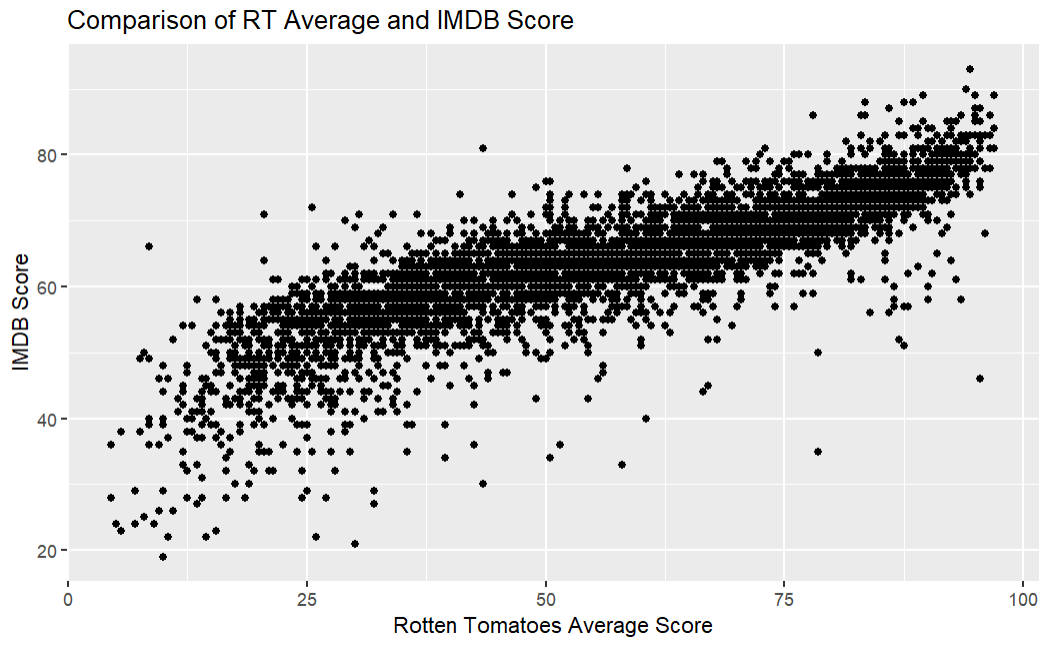 Comparison of RT Average and IMDB Score
80
60
40
20
IMDB Score
0 25 50 75 100
Rotten Tomatoes Average Score